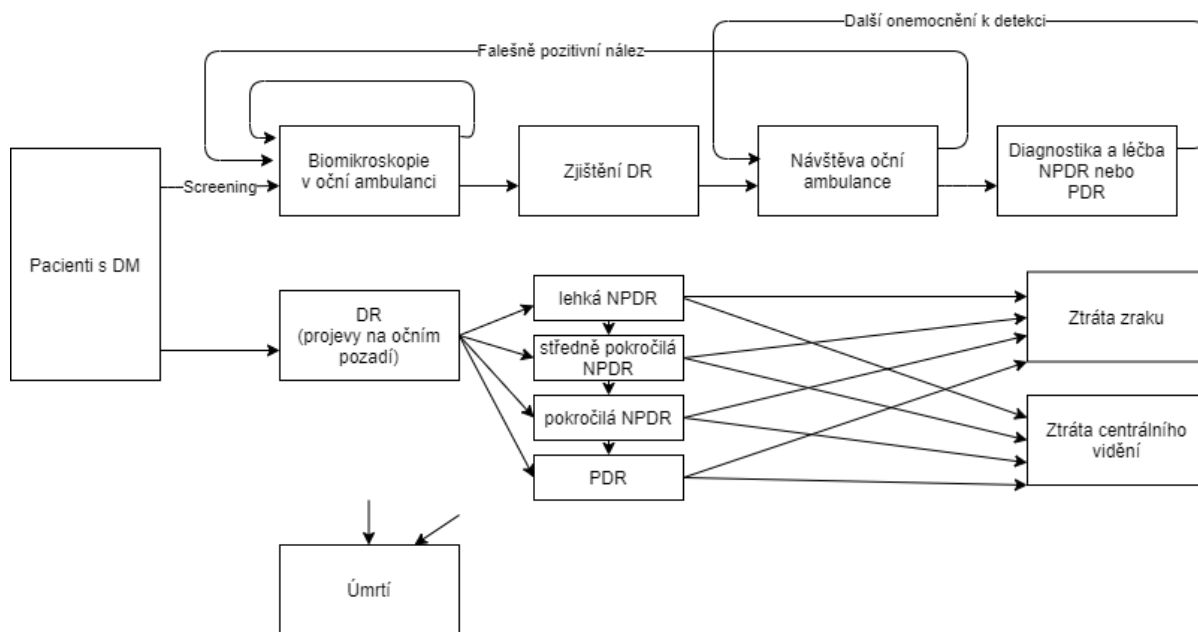 Další onemocnění k detekci
Falešně pozitivní nález
Pacienti s DM
Screening
Biomikroskopie
v oční ambulanci
Zjištění DR
Návštěva oční
ambulance
Diagnostika a léčba
NPDR nebo
PDR
DR
(projevy na očním
pozadí)
lehká NPDR
středně pokročilá
NPDR
pokročilá NPDR
PDR
Ztráta zraku
Ztráta centrálního
vidění
Úmrtí